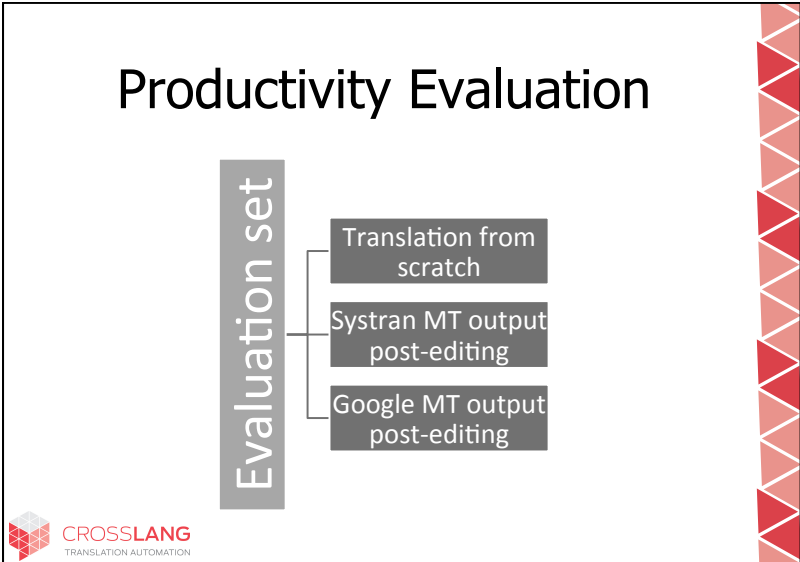 Productivity Evaluation
Evaluation set
Translation from
scratch
Systran MT output
post-editing
Google MT output
post-editing
CROSSLANG
TRANSLATION AUTOMATION